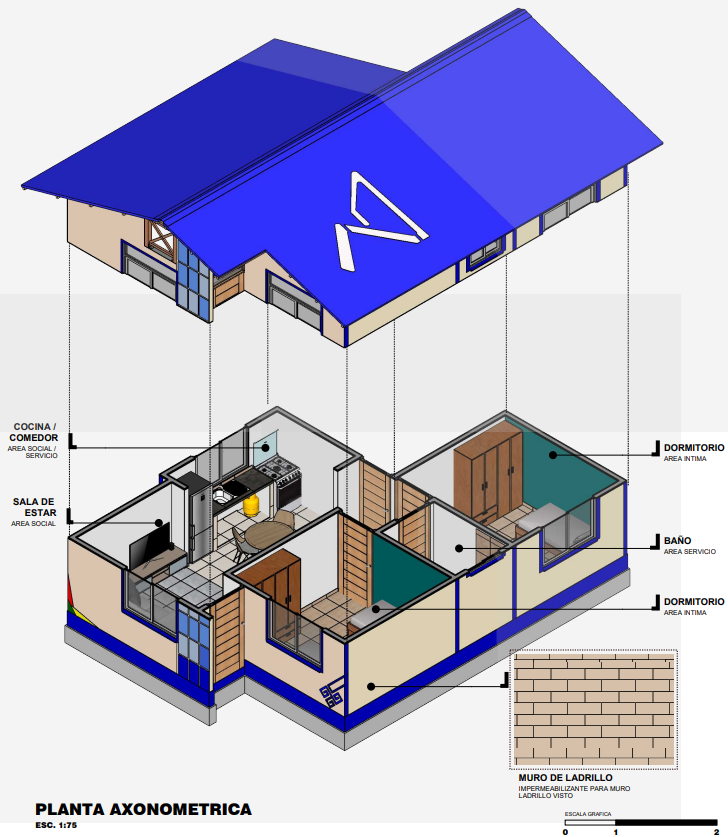 COCINA /
COMEDOR
AREA SOCIAL /
SERVICIO
SALA DE
ESTAR
AREA SOCIAL
DORMITORIO
AREA INTIMA
BAÑO
AREA SERVICIO
DORMITORIO
AREA INTIMA
MURO DE LADRILLO
IMPERMEABILIZANTE PARA MURO
LADRILLO VISTO
PLANTA AXONOMETRICA
ESC. 1:75
ESCALA GRÁFICA
0 1 2